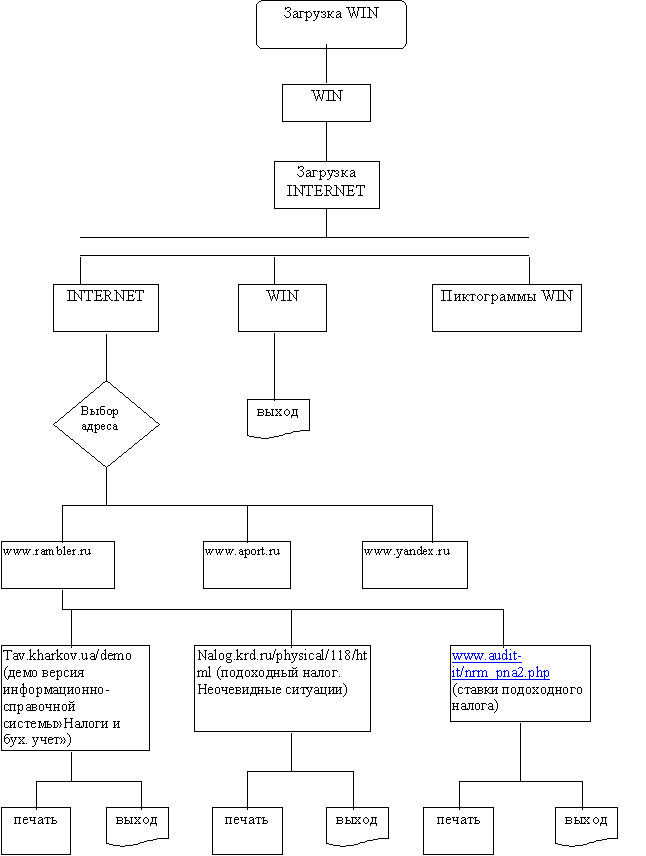 Загрузка WIN
WIN
Загрузка
INTERNET
INTERNET
WIN
Пиктограммы WIN
Выбор
адреса
выход
www.rambler.ru
www.aport.ru
www.yandex.ru
Tav.kharkov.ua/demo
(демо версия
информационно-
справочной
системы»Налоги и
бух. учет»)
Nalog.krd.ru/physical/118/ht
ml (подоходный налог.
Неочевидные ситуации)
www.audit-
it/nrm_pna2.php
(ставки подоходного
налога)
печать
выход
печать
выход
печать
выход